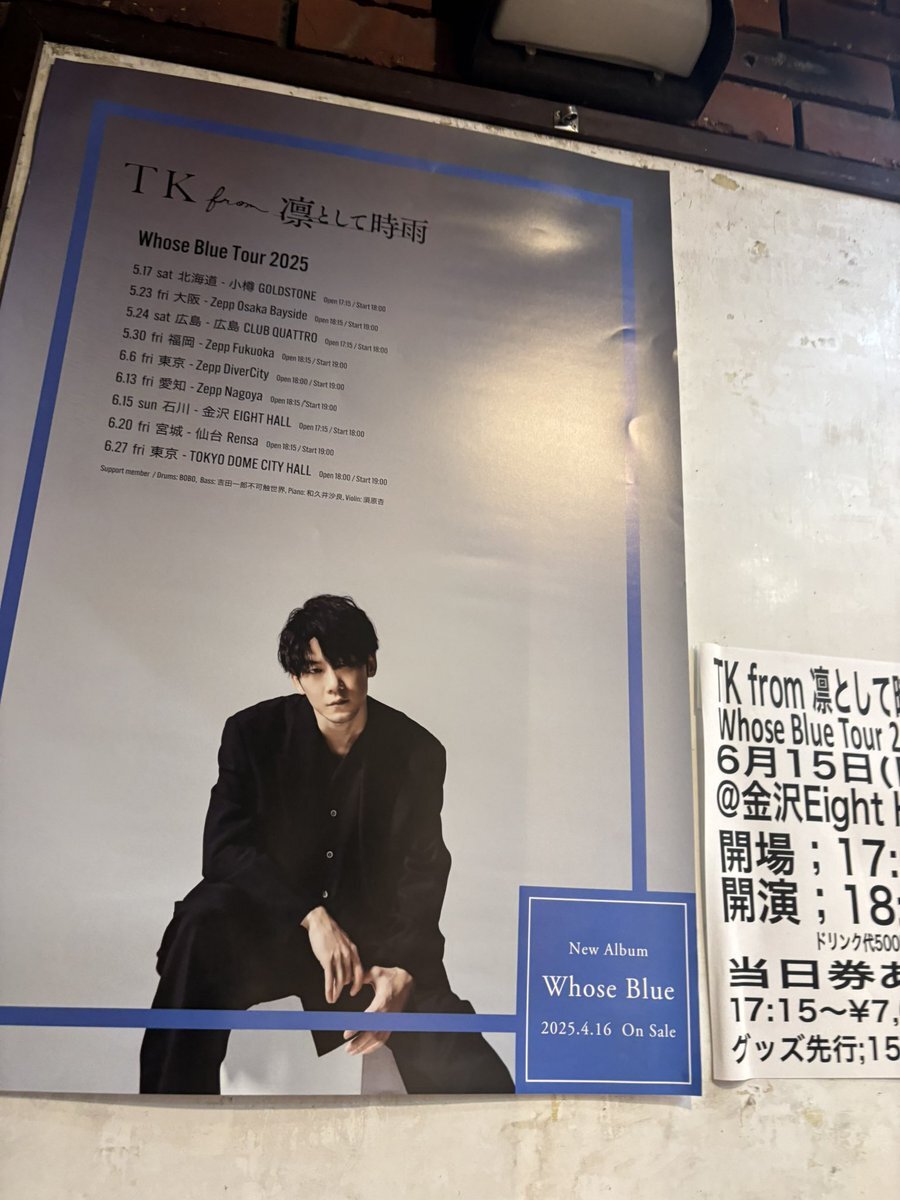 TK from 凛として時雨
Whose Blue Tour 2025
5.17 sat 北海道 - 小樽 GOLDSTONE Open 17:15 / Start 18:00
5.23 fri 大阪 - Zepp Osaka Bayside Open 18:15 / Start 19:00
5.24 sat 広島 - 広島 CLUB QUATTRO Open 17:15 / Start 18:00
5.30 fri 福岡 - Zepp Fukuoka Open 18:15 / Start 19:00
6.6 fri 東京 - Zepp DiverCity Open 18:00 / Start 19:00
6.13 fri 愛知 - Zepp Nagoya Open 18:15 / Start 19:00
6.15 sun 石川 - 金沢 EIGHT HALL Open 17:15 / Start 18:00
6.20 fri 宮城 - 仙台 Rensa Open 18:15 / Start 19:00
6.27 fri 東京 - TOKYO DOME CITY HALL Open 18:00 / Start 19:00
Support member / Drums: BOBO, Bass: 吉田一郎不可触世界, Piano: 和久井沙良, Violin: 須原杏
New Album
Whose Blue
2025.4.16 On Sale
TK from 凛として
Whose Blue Tour 2
6月15日(
@金沢Eight
開場；17:
開演；18:
ドリンク代500
当日券あ
17:15〜¥7,
グッズ先行;15